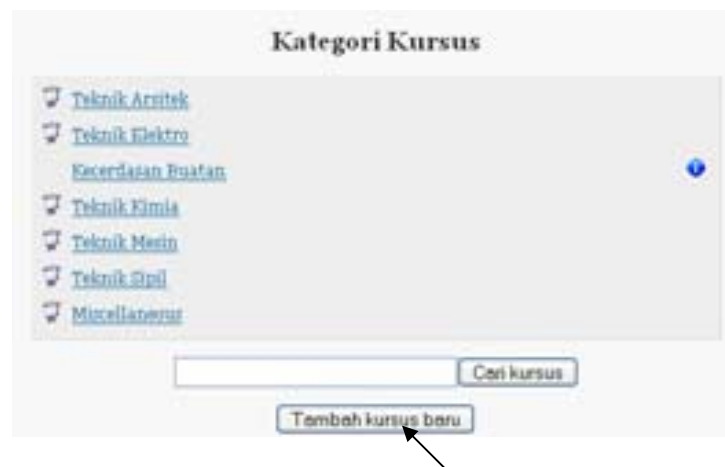 Kategori Kursus
Teknik Arsitek
Teknik Elektro
Kecerdasan Buatan
Teknik Kimia
Teknik Mesin
Teknik Sipil
Miscellaneous
Cari kursus
Tambah kursus baru